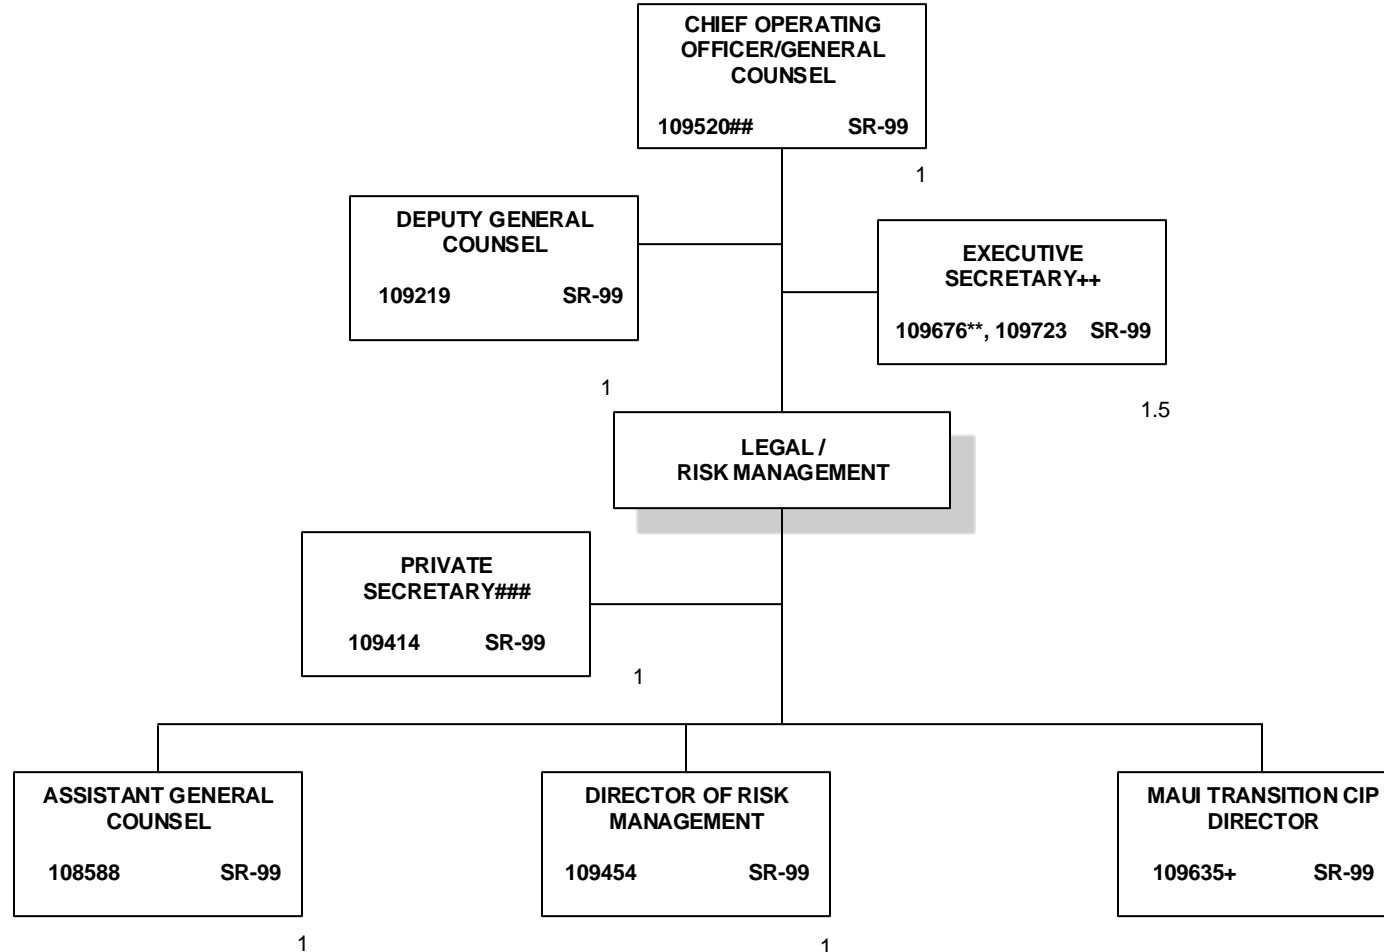 CHIEF OPERATING
OFFICER/GENERAL
COUNSEL
109520## SR-99
1
DEPUTY GENERAL
COUNSEL
109219 SR-99
1
EXECUTIVE
SECRETARY++
109676**, 109723 SR-99
1.5
LEGAL /
RISK MANAGEMENT
PRIVATE
SECRETARY###
109414 SR-99
1
ASSISTANT GENERAL
COUNSEL
108588 SR-99
1
DIRECTOR OF RISK
MANAGEMENT
109454 SR-99
1
MAUI TRANSITION CIP
DIRECTOR
109635+ SR-99